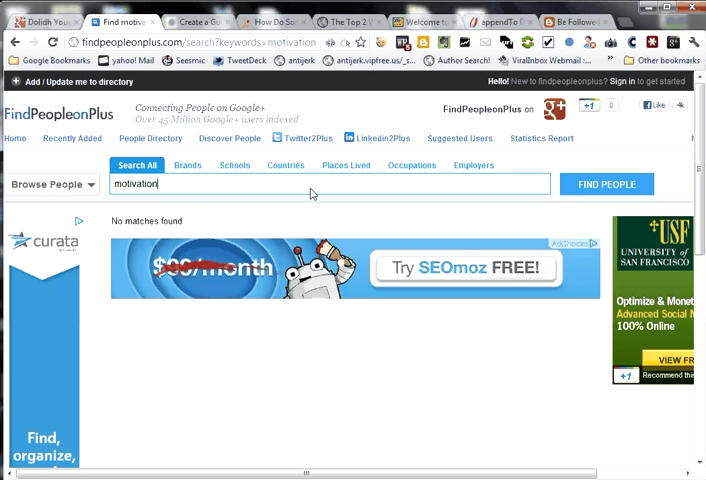 Dolidh Youn
Find motiva
Create a Gu
How Do So
The Top 2 W
Welcome to
appendTo D
Be Followed
findpeopleonplus.com/search?keywords=motivation
Google Bookmarks
yahoo! Mail
Seesmic
TweetDeck
antijerk
antijerk.vipfree.us/_s...
Author Search!
ViralInbox Webmail :...
Other bookmarks
Add / Update me to directory
Hello! New to findpeopleonplus? Sign in to get started
FindPeopleonPlus
Connecting People on Google+
Over 45 Million Google+ users indexed
FindPeopleonPlus on
g+
+1
0
Like
4k
Home
Recently Added
People Directory
Discover People
Twitter2Plus
Linkedin2Plus
Suggested Users
Statistics Report
Search All
Brands
Schools
Countries
Places Lived
Occupations
Employers
Browse People
motivation
FIND PEOPLE
No matches found
curata
Find,
organize,
AdChoices
$99/month
Try SEOmoz FREE!
USF
UNIVERSITY of
SAN FRANCISCO
Optimize & Monet
Advanced Social M
100% Online
VIEW FR
+1
Recommend this